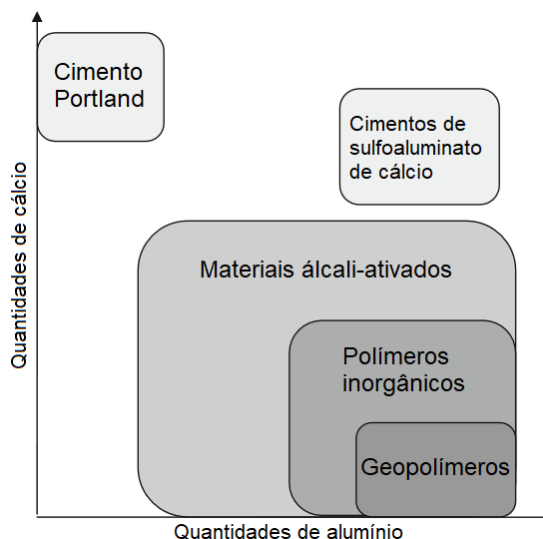 Cimento
Portland
Cimentos de
sulfoaluminato
de cálcio
Quantidades de cálcio
Materiais álcali-ativados
Polímeros
inorgânicos
Geopolímeros
Quantidades de alumínio